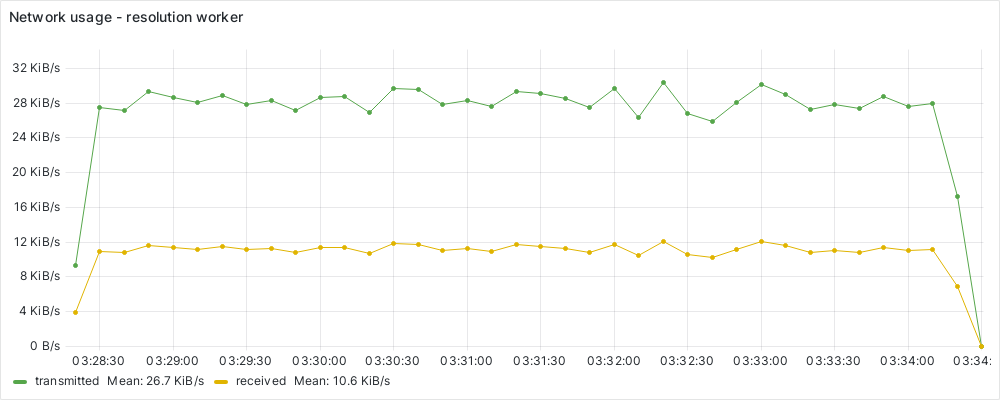 Network usage - resolution worker
32 KiB/s
28 KiB/s
24 KiB/s
20 KiB/s
16 KiB/s
12 KiB/s
8 KiB/s
4 KiB/s
0 B/s
03:28:30 03:29:00 03:29:30 03:30:00 03:30:30 03:31:00 03:31:30 03:32:00 03:32:30 03:33:00 03:33:30 03:34:00 03:34:
transmitted Mean: 26.7 KiB/s received Mean: 10.6 KiB/s